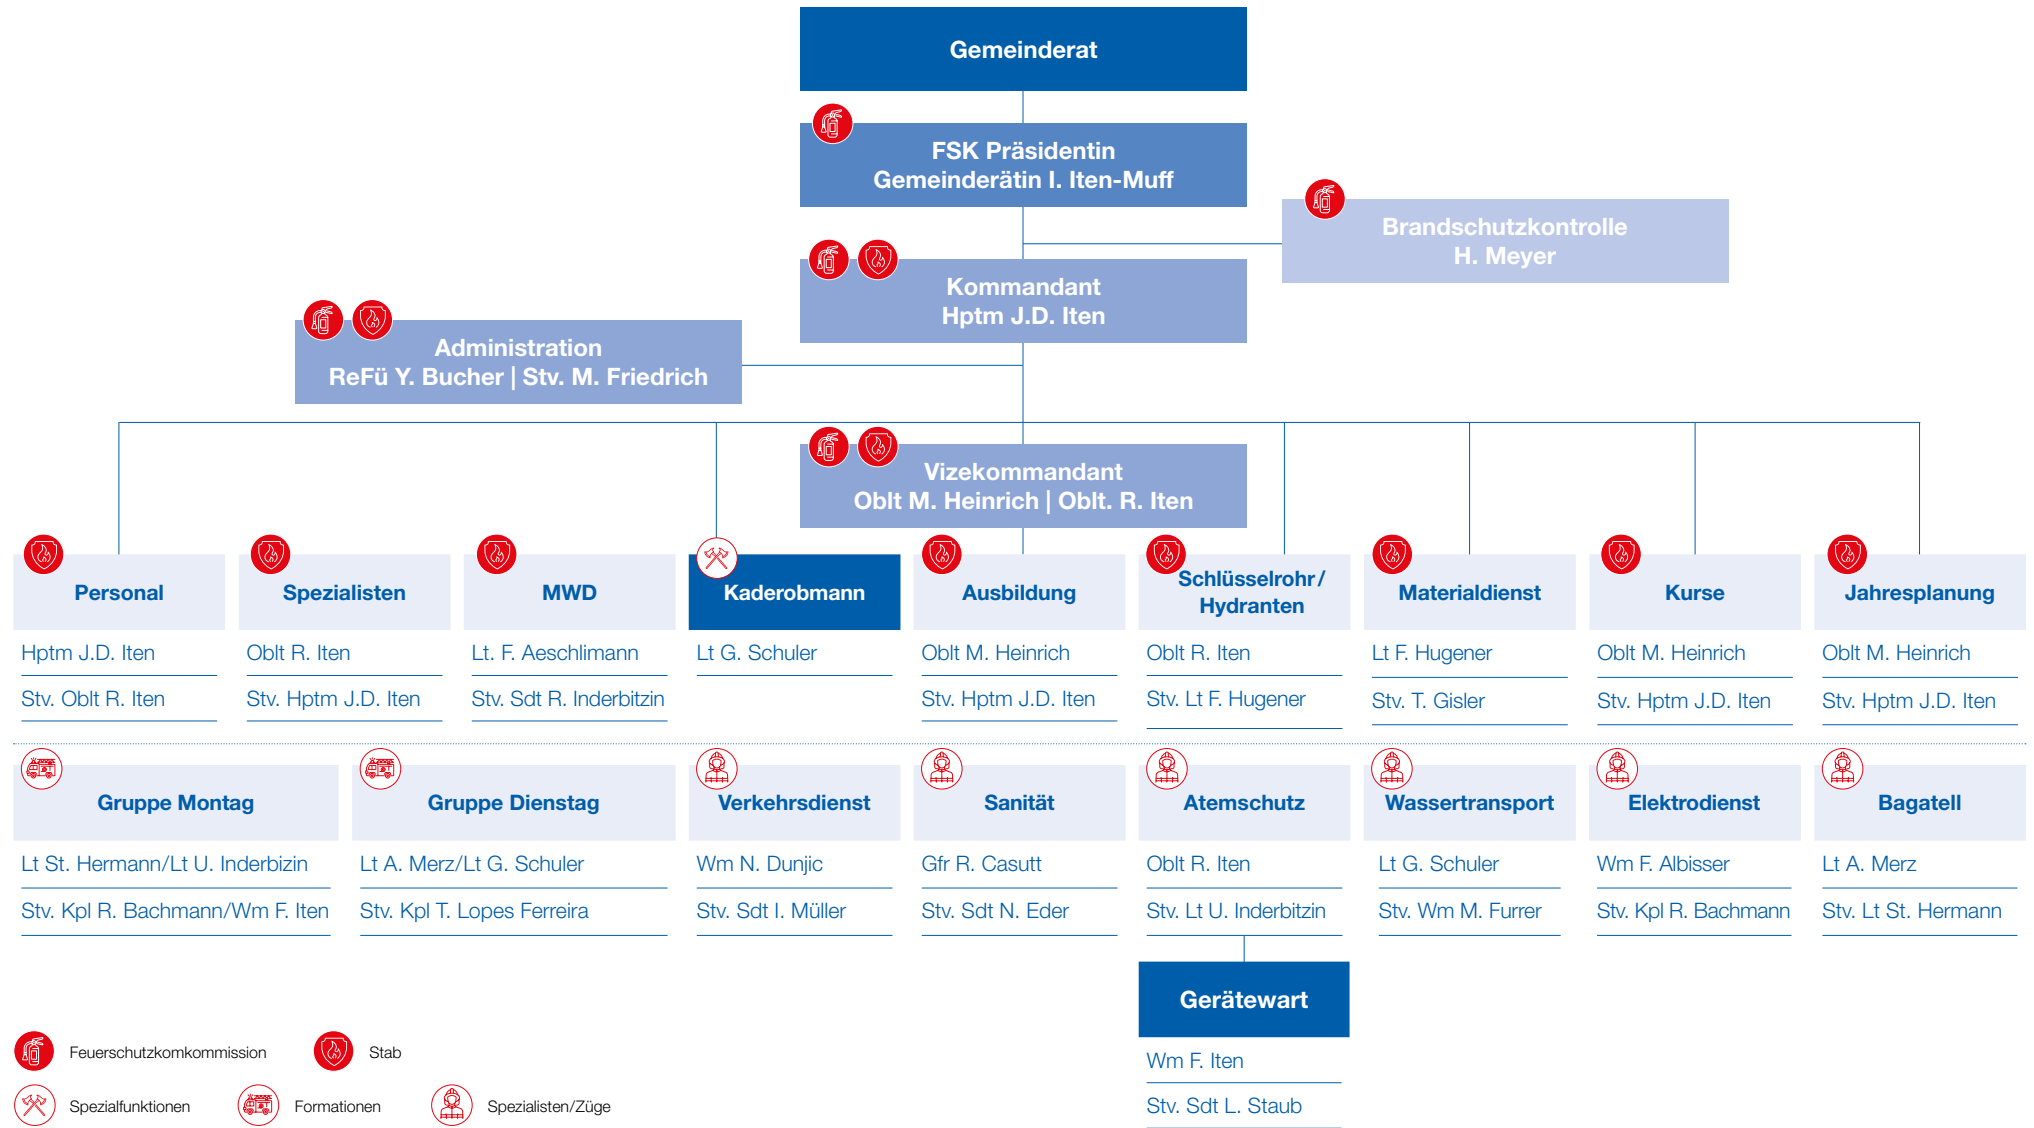 Gemeinderat
FSK Präsidentin
Gemeinderätin I. Iten-Muff
Brandschutzkontrolle
H. Meyer
Kommandant
Hptm J.D. Iten
Administration
ReFü Y. Bucher | Stv. M. Friedrich
Vizekommandant
Oblt M. Heinrich | Oblt. R. Iten
Personal
Hptm J.D. Iten
Stv. Oblt R. Iten
Spezialisten
Oblt R. Iten
Stv. Hptm J.D. Iten
MWD
Lt. F. Aeschlimann
Stv. Sdt R. Inderbitzin
Kaderobmann
Lt G. Schuler
Ausbildung
Oblt M. Heinrich
Stv. Hptm J.D. Iten
Schlüsselrohr/
Hydranten
Oblt R. Iten
Stv. Lt F. Hugener
Materialdienst
Lt F. Hugener
Stv. T. Gisler
Kurse
Oblt M. Heinrich
Stv. Hptm J.D. Iten
Jahresplanung
Oblt M. Heinrich
Stv. Hptm J.D. Iten
Gruppe Montag
Lt St. Hermann/Lt U. Inderbizin
Stv. Kpl R. Bachmann/Wm F. Iten
Gruppe Dienstag
Lt A. Merz/Lt G. Schuler
Stv. Kpl T. Lopes Ferreira
Verkehrsdienst
Wm N. Dunjic
Stv. Sdt I. Müller
Sanität
Gfr R. Casutt
Stv. Sdt N. Eder
Atemschutz
Oblt R. Iten
Stv. Lt U. Inderbitzin
Wassertransport
Lt G. Schuler
Stv. Wm M. Furrer
Elektrodienst
Wm F. Albisser
Stv. Kpl R. Bachmann
Bagatell
Lt A. Merz
Stv. Lt St. Hermann
Gerätewart
Wm F. Iten
Stv. Sdt L. Staub
Feuerschutzkomkommission
Stab
Spezialfunktionen
Formationen
Spezialisten/Züge